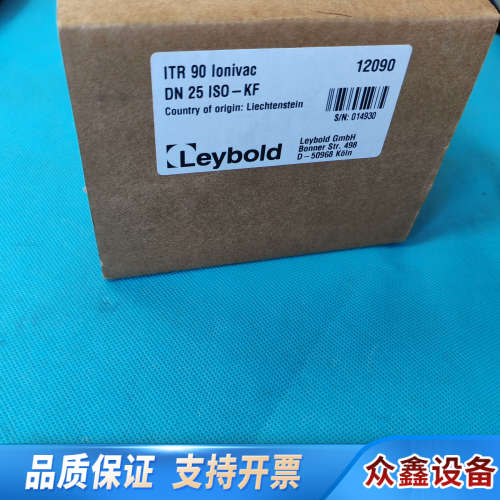 ITR 90 Ionivac
12090
DN 25 ISO-KF
Country of origin: Liechtenstein
S/N: 014930
Leybold
Leybold GmbH
Bonner Str. 498
D-50968 Köln
品质保证 支持开票
众鑫设备